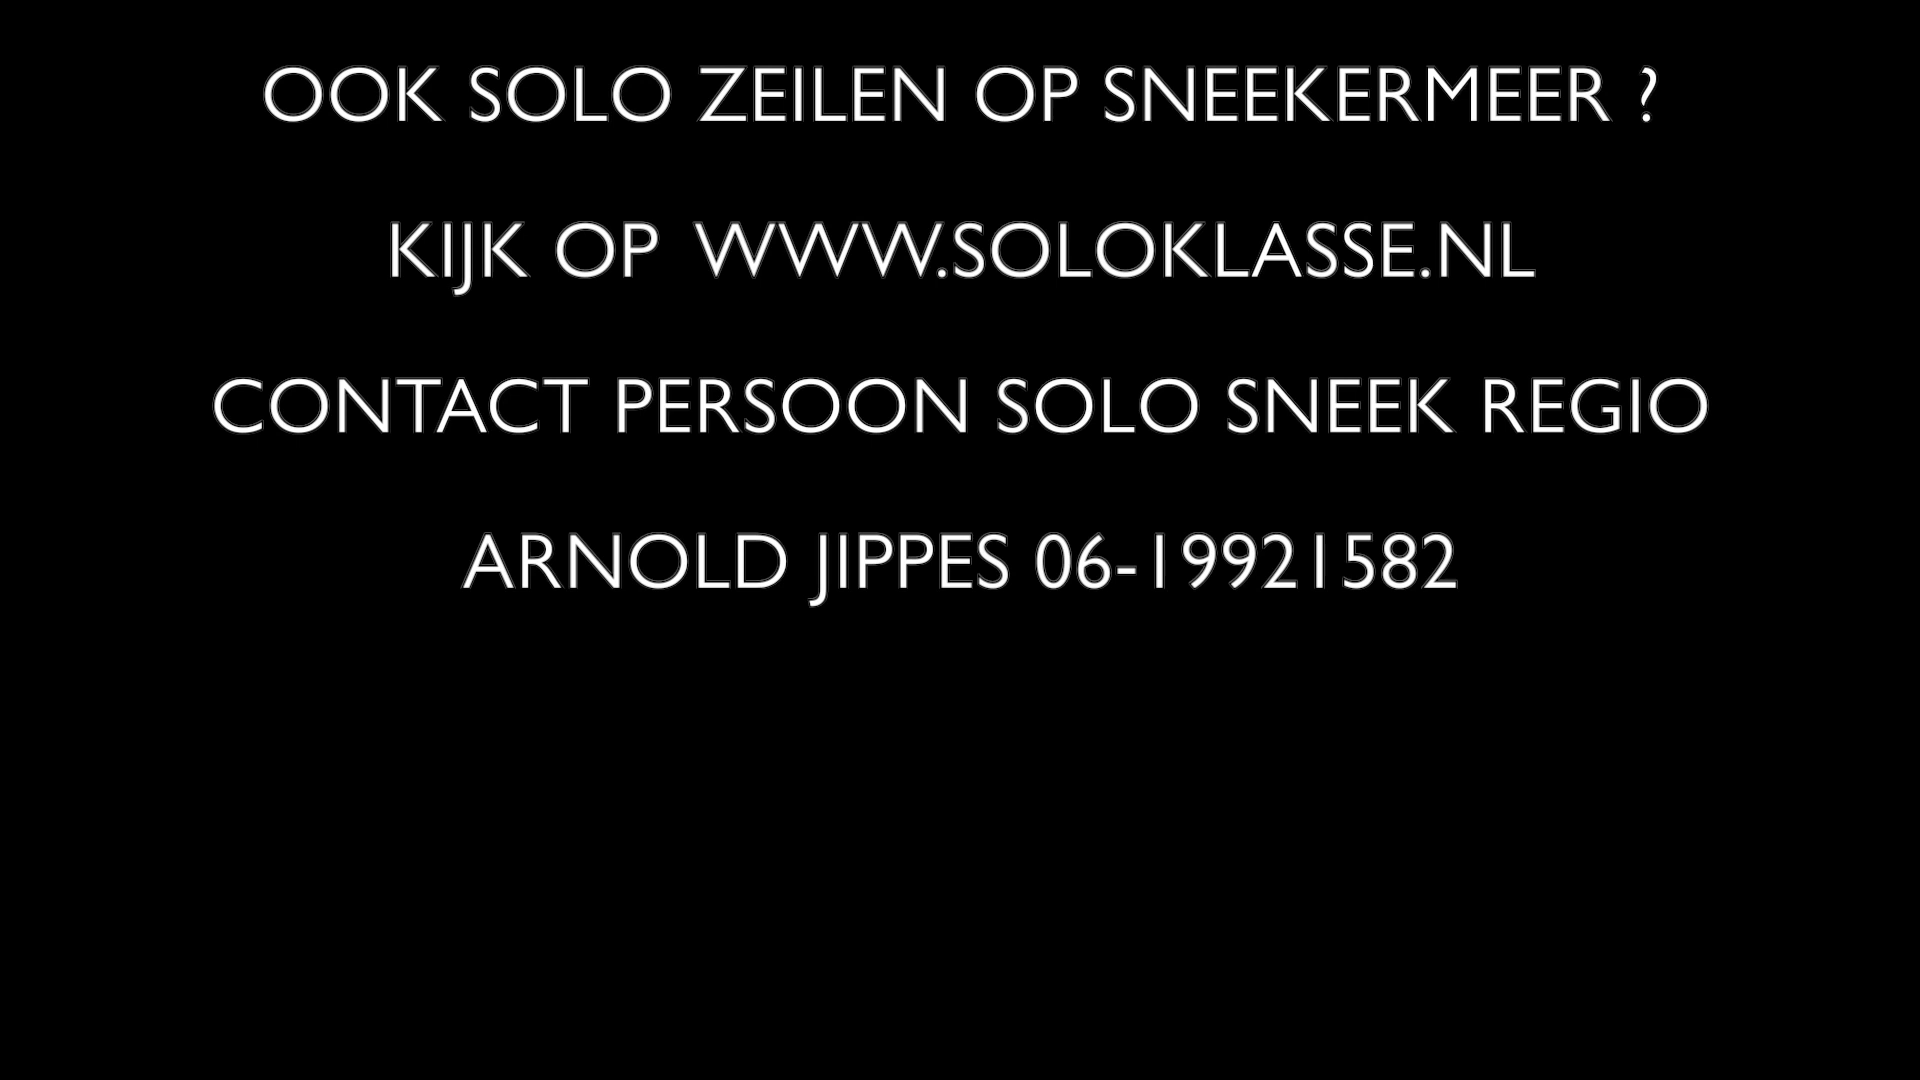 OOK SOLO ZEILEN OP SNEEKERMEER ?
KIJK OP WWW.SOLOKLASSE.NL
CONTACT PERSOON SOLO SNEEK REGIO
ARNOLD JIPPES 06-19921582